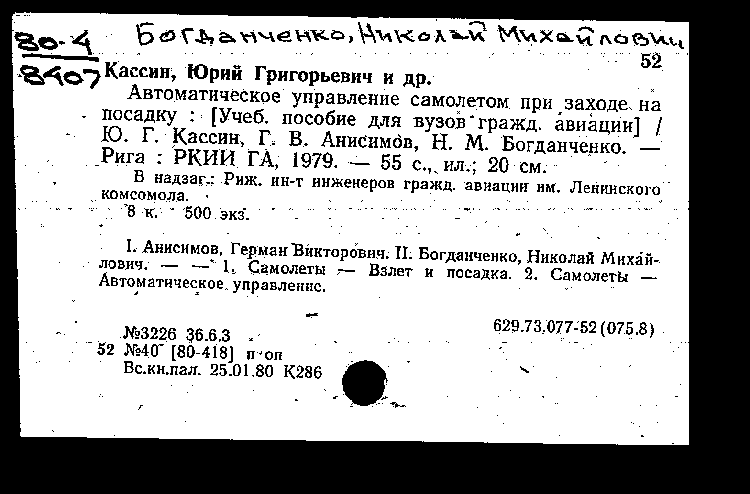 80-4 Богданченко, Николай Михайлович
8407
52
Кассин, Юрий Григорьевич и др.
Автоматическое управление самолетом при заходе на
посадку : [Учеб. пособие для вузов гражд. авиации] /
Ю. Г. Кассин, Г. В. Анисимов, Н. М. Богданченко. —
Рига : РКИИ ГА, 1979. — 55 с., ил.; 20 см.
В надзаг.: Риж. ин-т инженеров гражд. авиации им. Ленинского
комсомола.
8 к. 500 экз.
I. Анисимов, Герман Викторович. II. Богданченко, Николай Михай-
лович. — — 1. Самолеты — Взлет и посадка. 2. Самолеты —
Автоматическое управление.
629.73.077-52 (075.8)
№3226 36.6.3
52 №40 [80-418] п оп
Вс.кн.пал. 25.01.80 К286